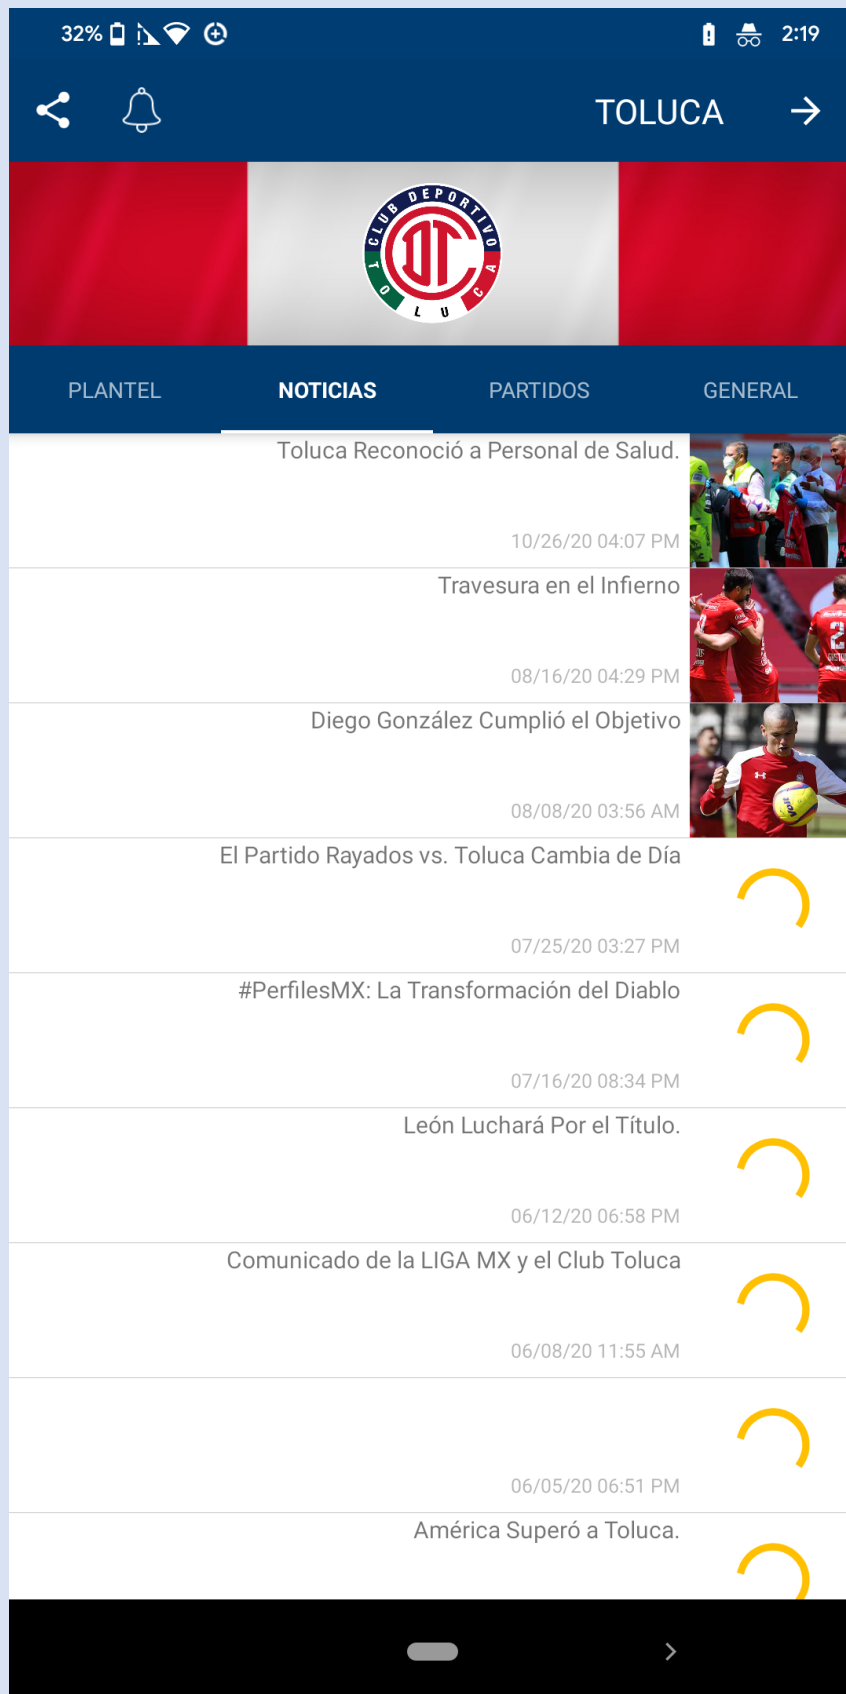 32% 2:19
TOLUCA
CLUB DEPORTIVO
TOLUCA
PLANTEL NOTICIAS PARTIDOS GENERAL
Toluca Reconoció a Personal de Salud.
10/26/20 04:07 PM
Travesura en el Infierno
08/16/20 04:29 PM
2
Diego González Cumplió el Objetivo
08/08/20 03:56 AM
Voit
El Partido Rayados vs. Toluca Cambia de Día
07/25/20 03:27 PM
#PerfilesMX: La Transformación del Diablo
07/16/20 08:34 PM
León Luchará Por el Título.
06/12/20 06:58 PM
Comunicado de la LIGA MX y el Club Toluca
06/08/20 11:55 AM
06/05/20 06:51 PM
América Superó a Toluca.